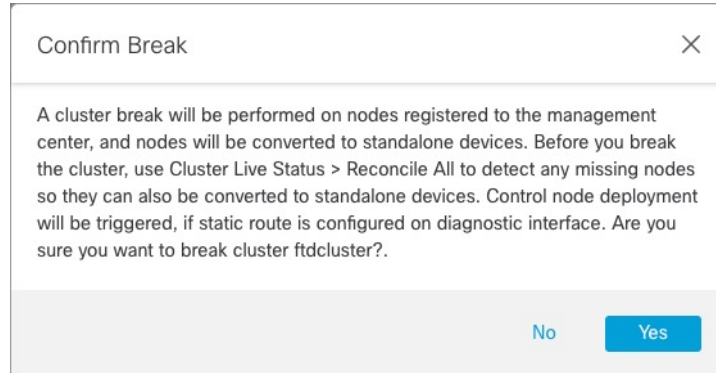 Confirm Break
A cluster break will be performed on nodes registered to the management
center, and nodes will be converted to standalone devices. Before you break
the cluster, use Cluster Live Status > Reconcile All to detect any missing nodes
so they can also be converted to standalone devices. Control node deployment
will be triggered, if static route is configured on diagnostic interface. Are you
sure you want to break cluster ftdcluster?.
No
Yes